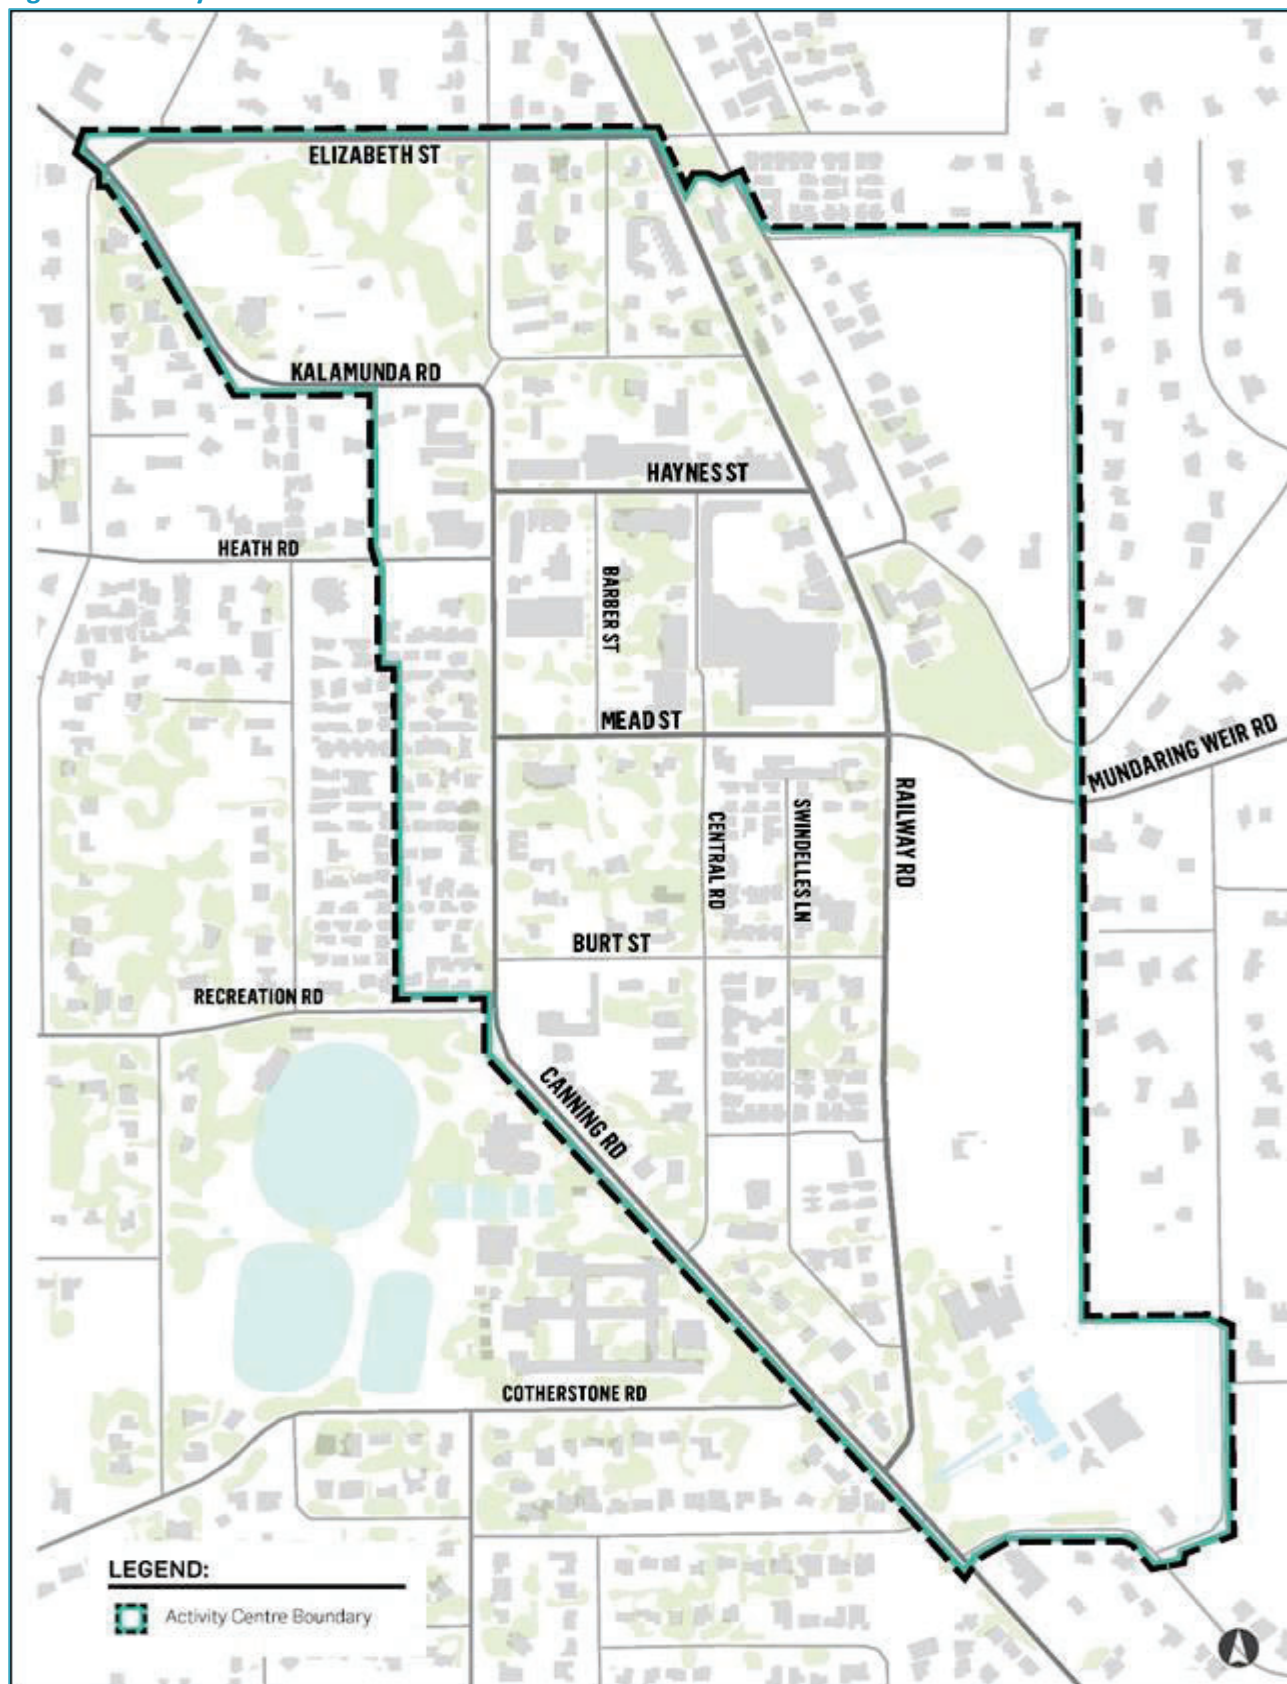 ELIZABETH ST
KALAMUNDA RD
HAYNES ST
HEATH RD
BARBER ST
MEAD ST
MUNDARING WEIR RD
RAILWAY RD
SWINDELLES LN
CENTRAL RD
BURT ST
RECREATION RD
CANNING RD
COTHERSTONE RD
LEGEND:
Activity Centre Boundary